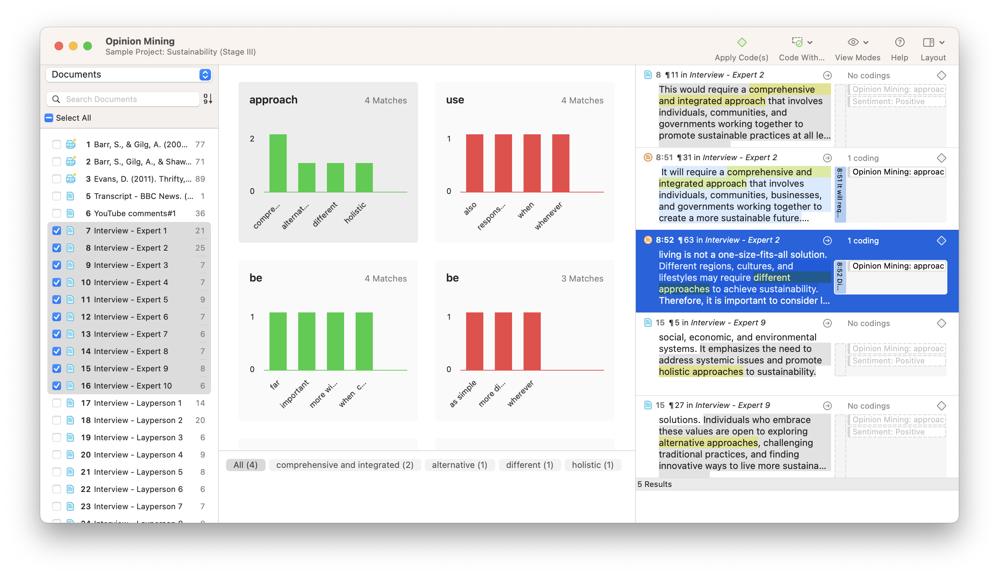 Opinion Mining
Sample Project: Sustainability (Stage III)
Apply Code(s)
Code With...
View Modes
Help
Layout
Documents
Search Documents
0
9
Select All
1 Barr, S., & Gilg, A. (200... 77
2 Barr, S., Gilg, A., & Shaw... 71
3 Evans, D. (2011). Thrifty,... 89
5 Transcript - BBC News. (... 1
6 YouTube comments#1 36
7 Interview - Expert 1 21
8 Interview - Expert 2 25
9 Interview - Expert 3 7
10 Interview - Expert 4 7
11 Interview - Expert 5 9
12 Interview - Expert 6 7
13 Interview - Expert 7 6
14 Interview - Expert 8 7
15 Interview - Expert 9 8
16 Interview - Expert 10 6
17 Interview - Layperson 1 14
18 Interview - Layperson 2 20
19 Interview - Layperson 3 6
20 Interview - Layperson 4 9
21 Interview - Layperson 5 8
22 Interview - Layperson 6 6
23 Interview - Layperson 7 7
approach 4 Matches
2
0
compre...
alternat...
different
holistic
use 4 Matches
1
0
also
respons...
when
whenever
be 4 Matches
1
0
far
important
more wi...
when c...
be 3 Matches
1
0
as simple
more di...
wherever
All (4)
comprehensive and integrated (2)
alternative (1)
different (1)
holistic (1)
8 ¶11 in Interview - Expert 2
No codings
This would require a comprehensive
and integrated approach that involves
individuals, communities, and
governments working together to
promote sustainable practices at all le...
Opinion Mining: approac
Sentiment: Positive
8:51 ¶31 in Interview - Expert 2
1 coding
It will require a comprehensive and
integrated approach that involves
individuals, communities, businesses,
and governments working together to
create a more sustainable future....
8:51 It will req...
Opinion Mining: approac
8:52 ¶63 in Interview - Expert 2
1 coding
living is not a one-size-fits-all solution.
Different regions, cultures, and
lifestyles may require different
approaches to achieve sustainability.
Therefore, it is important to consider l...
8:52 Di...
Opinion Mining: approac
15 ¶5 in Interview - Expert 9
No codings
social, economic, and environmental
systems. It emphasizes the need to
address systemic issues and promote
holistic approaches to sustainability.
Opinion Mining: approac
Sentiment: Positive
15 ¶27 in Interview - Expert 9
No codings
solutions. Individuals who embrace
these values are open to exploring
alternative approaches, challenging
traditional practices, and finding
innovative ways to live more sustaina...
Opinion Mining: approac
Sentiment: Positive
5 Results